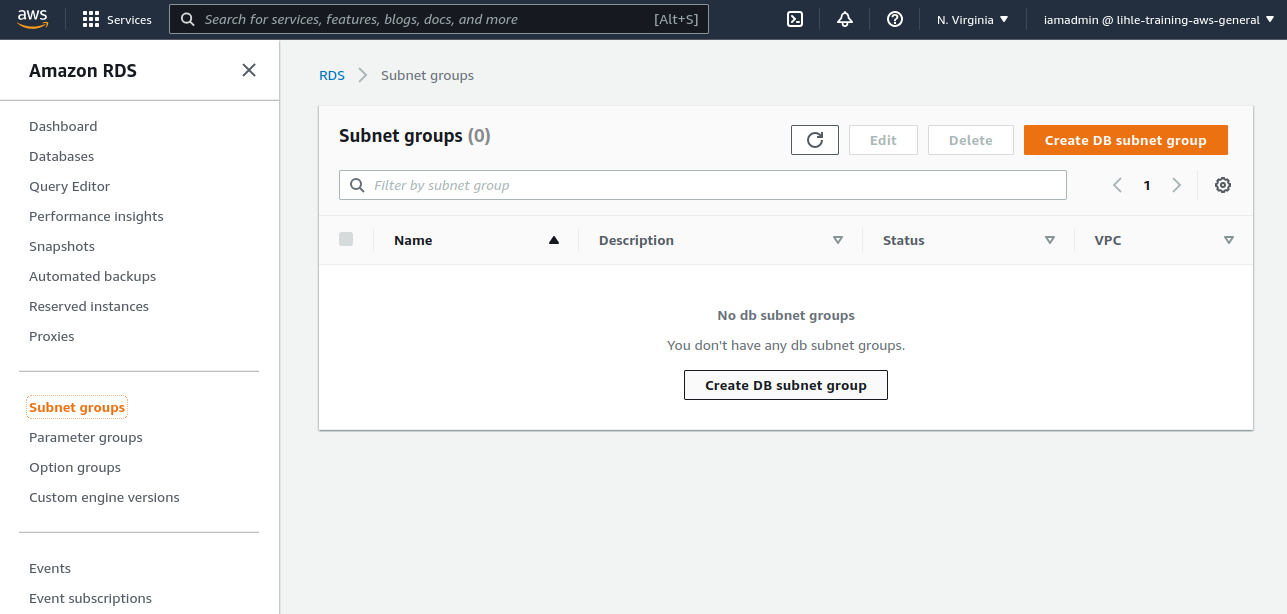 aws Services Search for services, features, blogs, docs, and more [Alt+S] N. Virginia iamadmin @ lihle-training-aws-general
Amazon RDS
Dashboard
Databases
Query Editor
Performance insights
Snapshots
Automated backups
Reserved instances
Proxies
Subnet groups
Parameter groups
Option groups
Custom engine versions
Events
Event subscriptions
RDS Subnet groups
Subnet groups (0) Edit Delete Create DB subnet group
Filter by subnet group 1
Name Description Status VPC
No db subnet groups
You don't have any db subnet groups.
Create DB subnet group